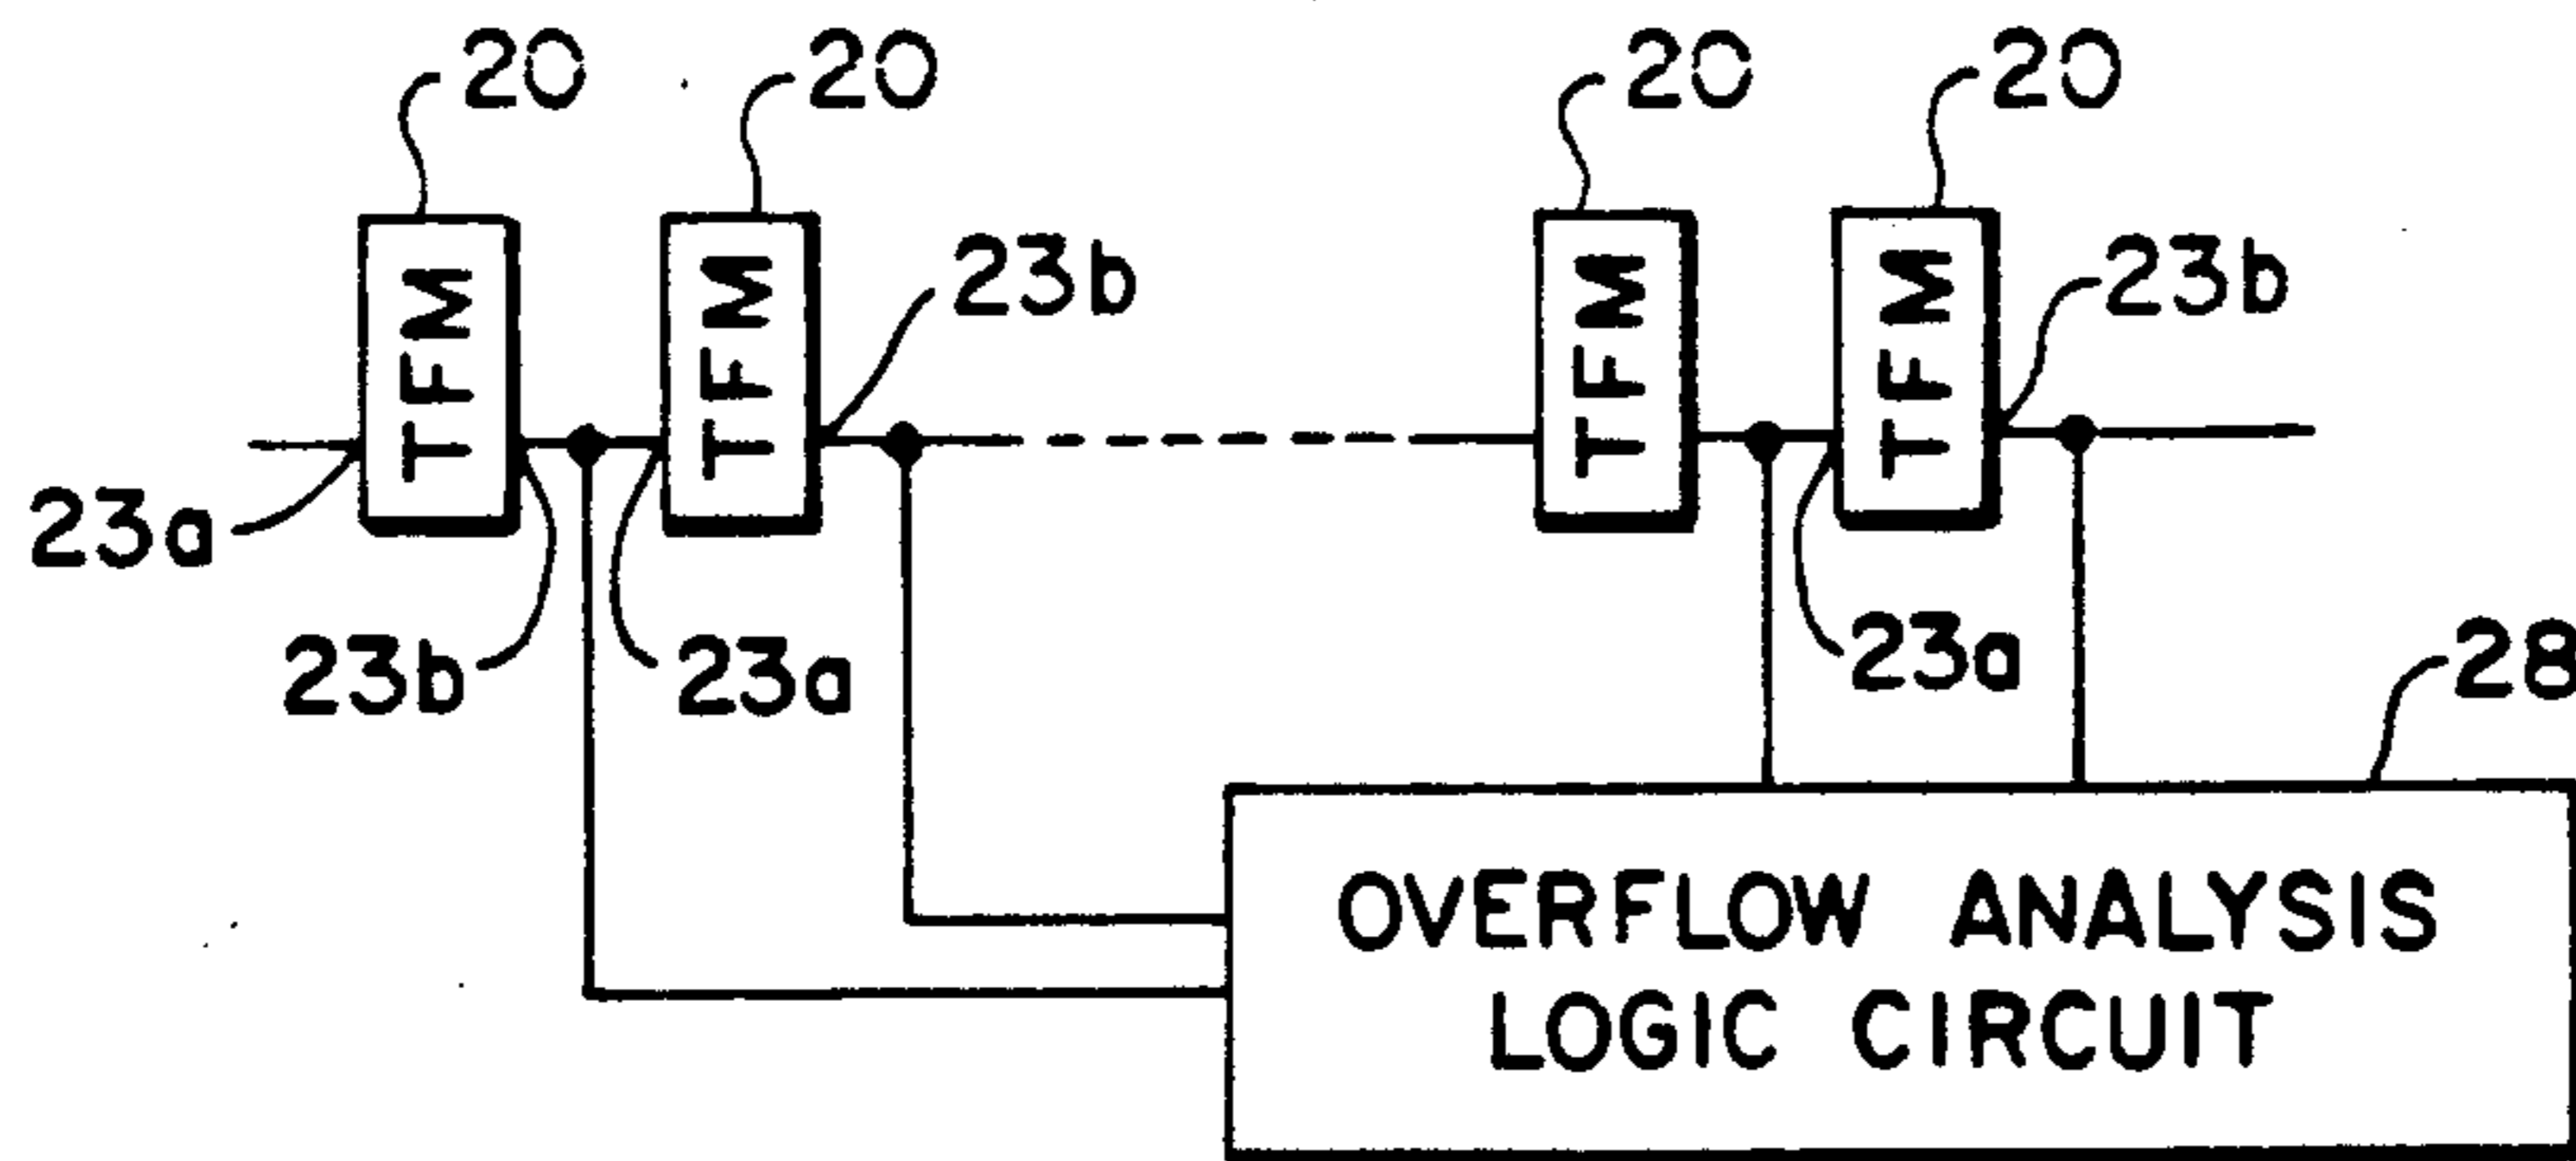 20 20 20 20
TFM TFM TFM TFM
23b 23b
23a
23b 23a 23a
28
OVERFLOW ANALYSIS
LOGIC CIRCUIT